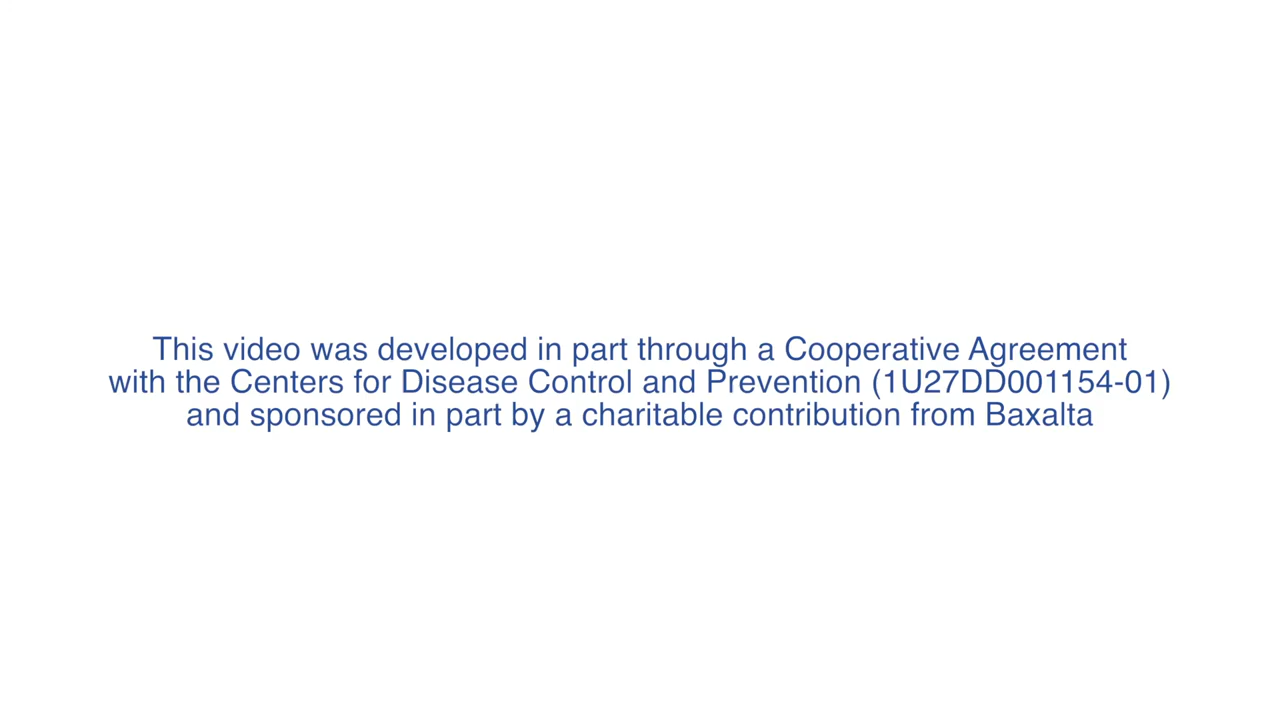 This video was developed in part through a Cooperative Agreement
with the Centers for Disease Control and Prevention (1U27DD001154-01)
and sponsored in part by a charitable contribution from Baxalta